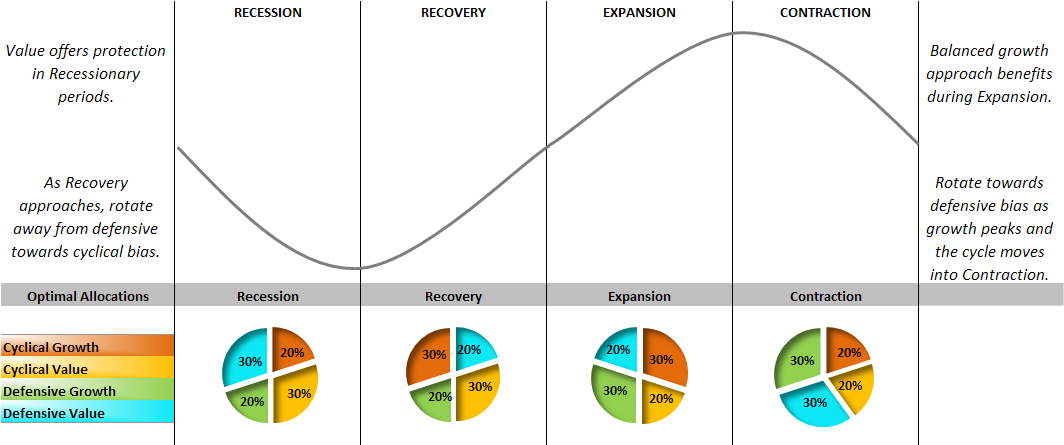 RECESSION RECOVERY EXPANSION CONTRACTION
Value offers protection
in Recessionary
periods.
As Recovery
approaches, rotate
away from defensive
towards cyclical bias.
Balanced growth
approach benefits
during Expansion.
Rotate towards
defensive bias as
growth peaks and
the cycle moves
into Contraction.
Optimal Allocations Recession Recovery Expansion Contraction
Cyclical Growth
Cyclical Value
Defensive Growth
Defensive Value
30% 20%
20% 30%
30% 20%
20% 30%
20% 30%
30% 20%
30% 20%
30% 20%